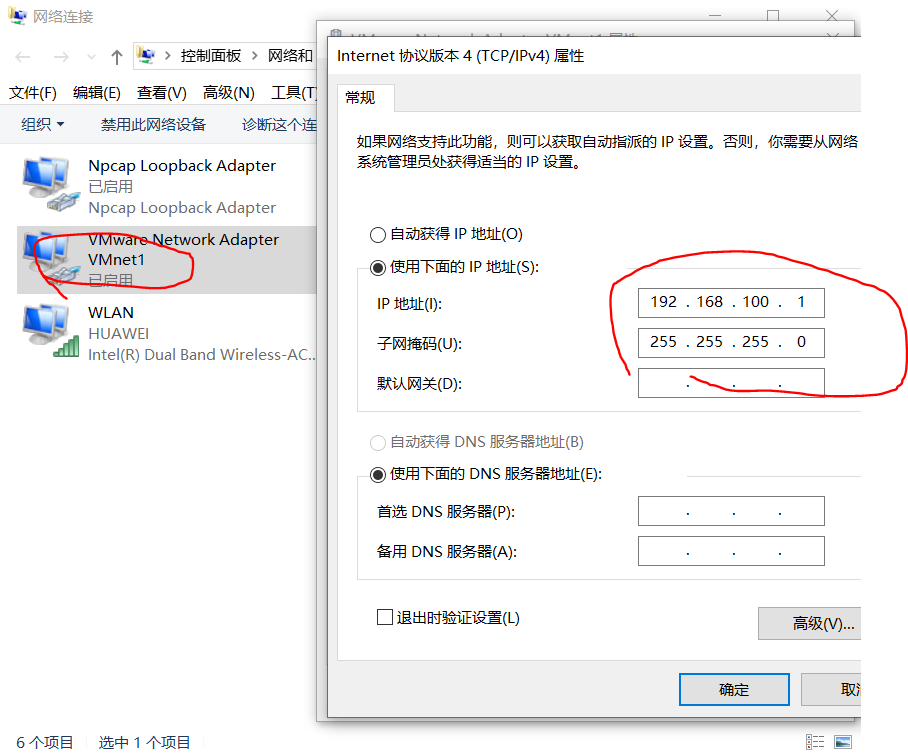 网络连接
控制面板
网络和
文件(F)
编辑(E)
查看(V)
高级(N)
工具(T)
组织
禁用此网络设备
诊断这个连
Npcap Loopback Adapter
已启用
Npcap Loopback Adapter
VMware Network Adapter
VMnet1
已启用
WLAN
HUAWEI
Intel(R) Dual Band Wireless-AC...
6 个项目
选中 1 个项目
Internet 协议版本 4 (TCP/IPv4) 属性
常规
如果网络支持此功能，则可以获取自动指派的 IP 设置。否则，你需要从网络
系统管理员处获得适当的 IP 设置。
自动获得 IP 地址(O)
使用下面的 IP 地址(S):
IP 地址(I):
192 . 168 . 100 . 1
子网掩码(U):
255 . 255 . 255 . 0
默认网关(D):
. . .
自动获得 DNS 服务器地址(B)
使用下面的 DNS 服务器地址(E):
首选 DNS 服务器(P):
. . .
备用 DNS 服务器(A):
. . .
退出时验证设置(L)
高级(V)...
确定